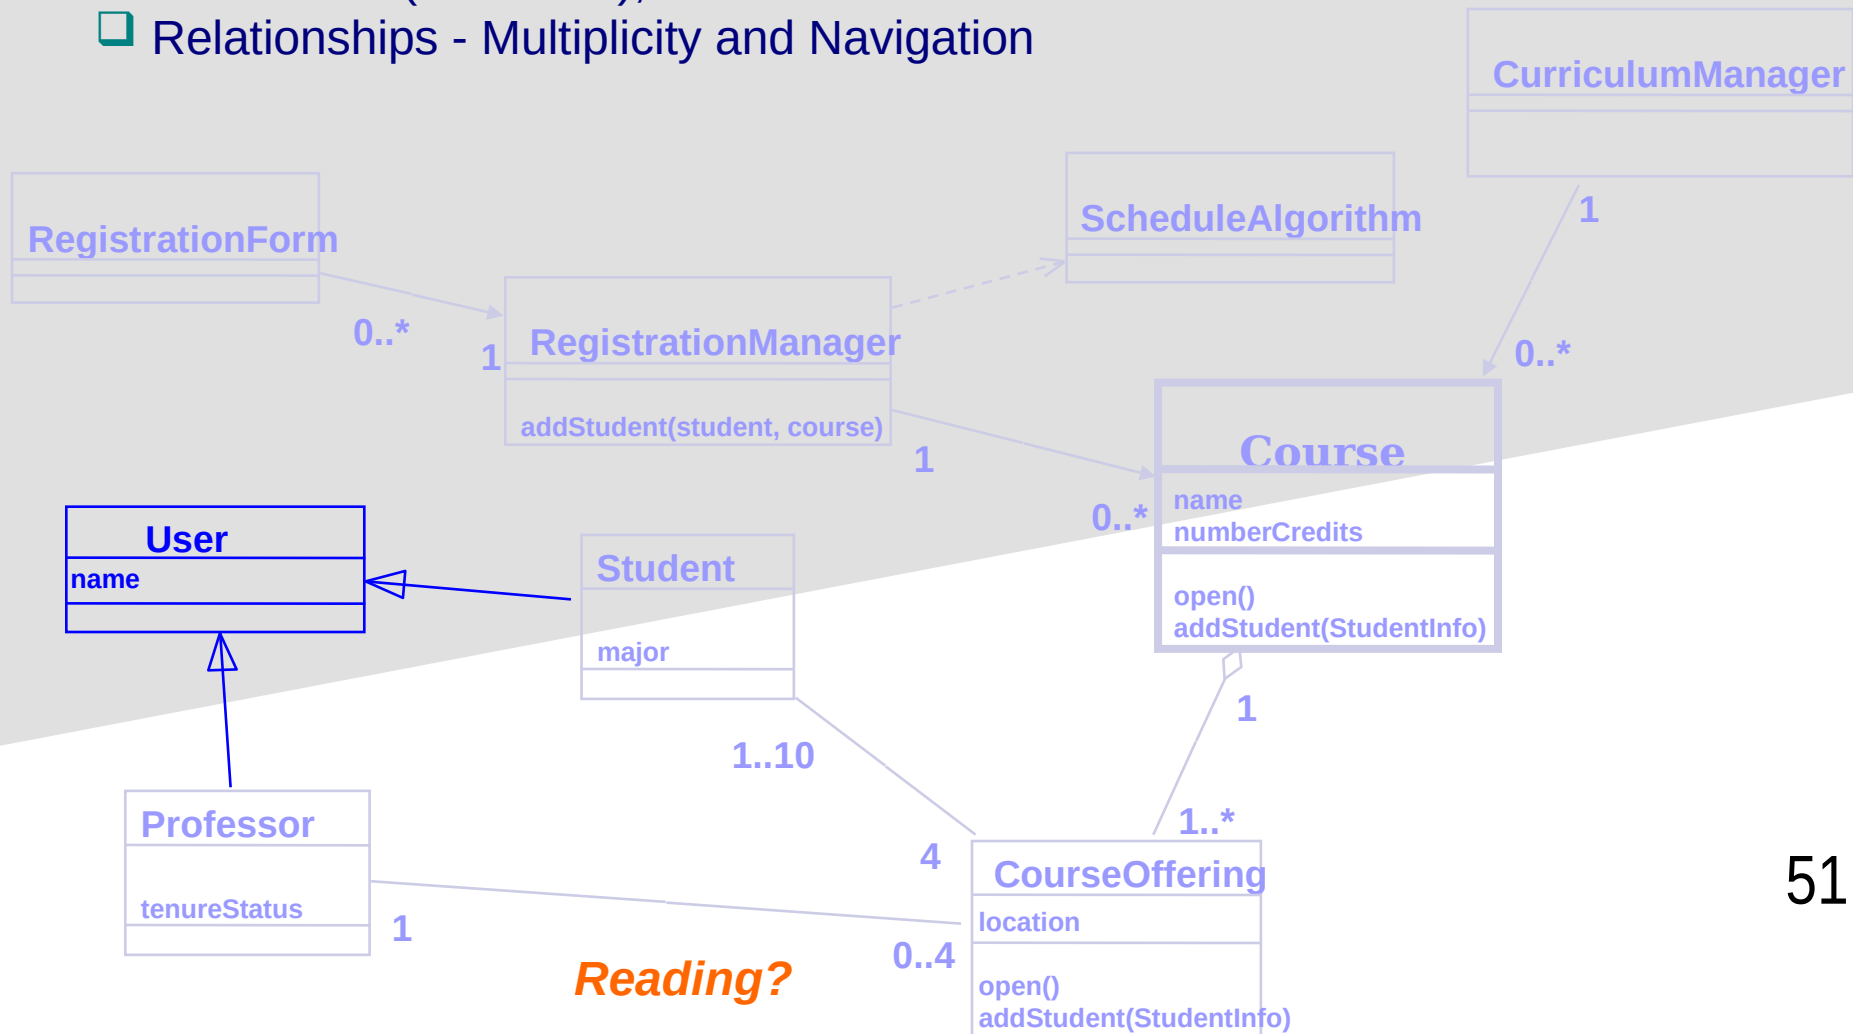 Relationships - Multiplicity and Navigation
CurriculumManager
1
0..*
ScheduleAlgorithm
RegistrationForm
0..*
1
RegistrationManager
addStudent(student, course)
1
0..*
Course
name
numberCredits
open()
addStudent(StudentInfo)
1
1..*
User
name
Student
major
1..10
4
Professor
tenureStatus
1
0..4
CourseOffering
location
open()
addStudent(StudentInfo)
Reading?
51